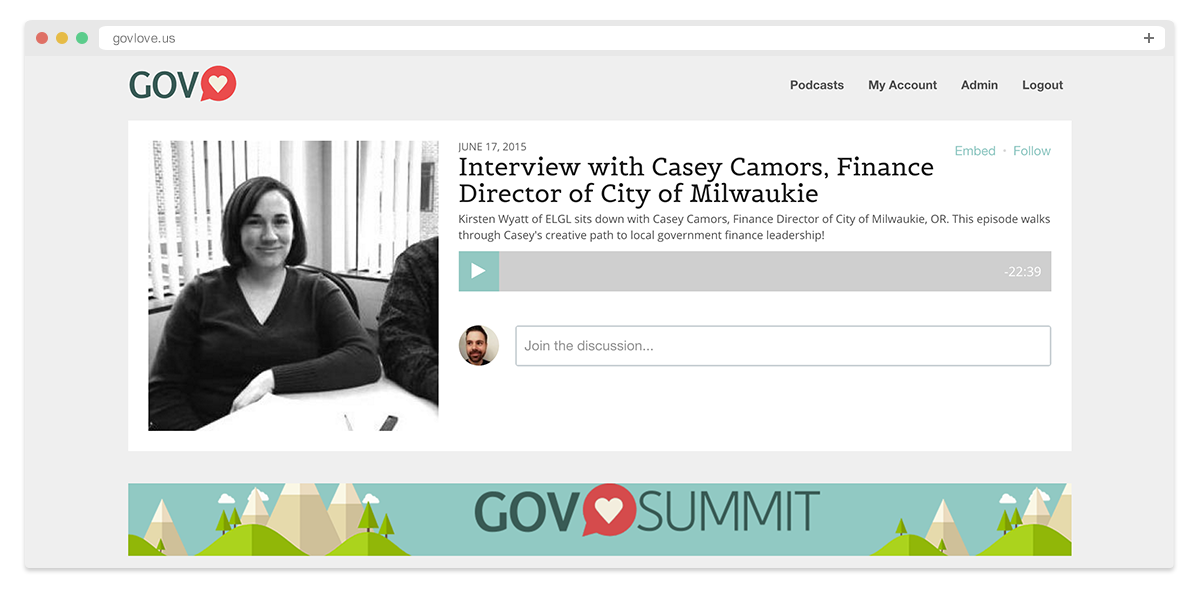 govlove.us +
GOV
Podcasts My Account Admin Logout
JUNE 17, 2015
Embed · Follow
Interview with Casey Camors, Finance
Director of City of Milwaukie
Kirsten Wyatt of ELGL sits down with Casey Camors, Finance Director of City of Milwaukie, OR. This episode walks
through Casey's creative path to local government finance leadership!
-22:39
Join the discussion...
GOV SUMMIT